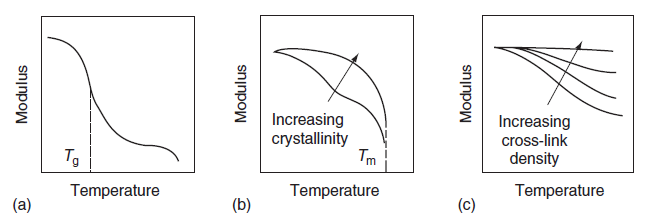 Modulus
Tg
Temperature
(a)
Modulus
Increasing
crystallinity
Tm
Temperature
(b)
Modulus
Increasing
cross-link
density
Temperature
(c)